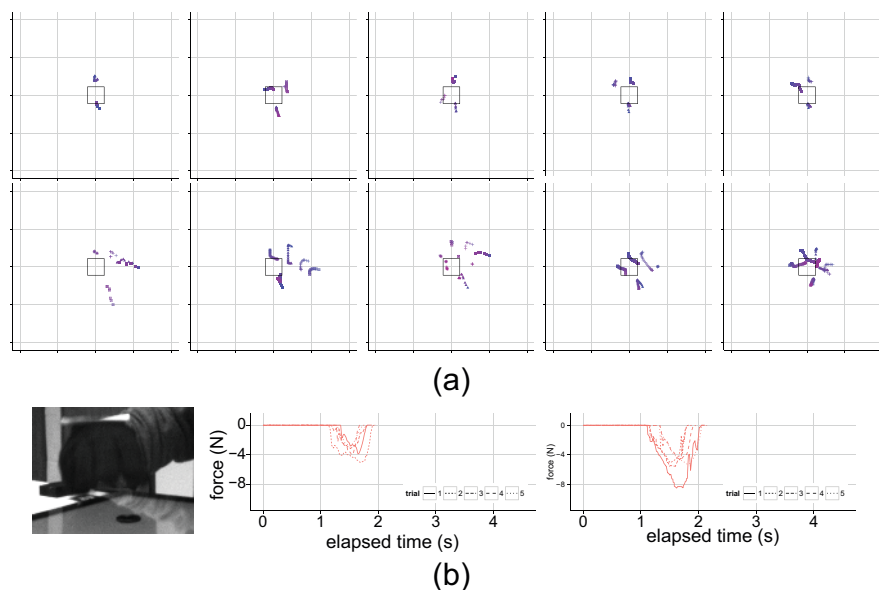 (a)
0
−4
−8
force (N)
trial 1 2 3 4 5
0 1 2 3 4
elapsed time (s)
0
−4
−8
force (N)
trial 1 2 3 4 5
0 1 2 3 4
elapsed time (s)
(b)